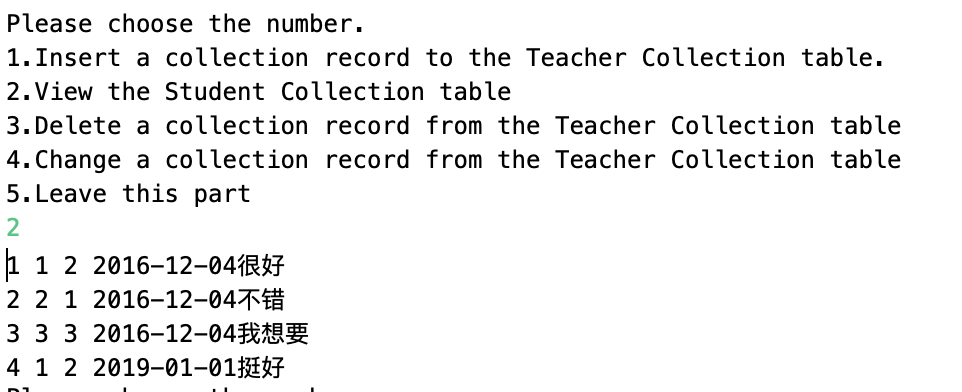 Please choose the number.
1.Insert a collection record to the Teacher Collection table.
2.View the Student Collection table
3.Delete a collection record from the Teacher Collection table
4.Change a collection record from the Teacher Collection table
5.Leave this part
2
1 1 2 2016-12-04很好
2 2 1 2016-12-04不错
3 3 3 2016-12-04我想要
4 1 2 2019-01-01挺好